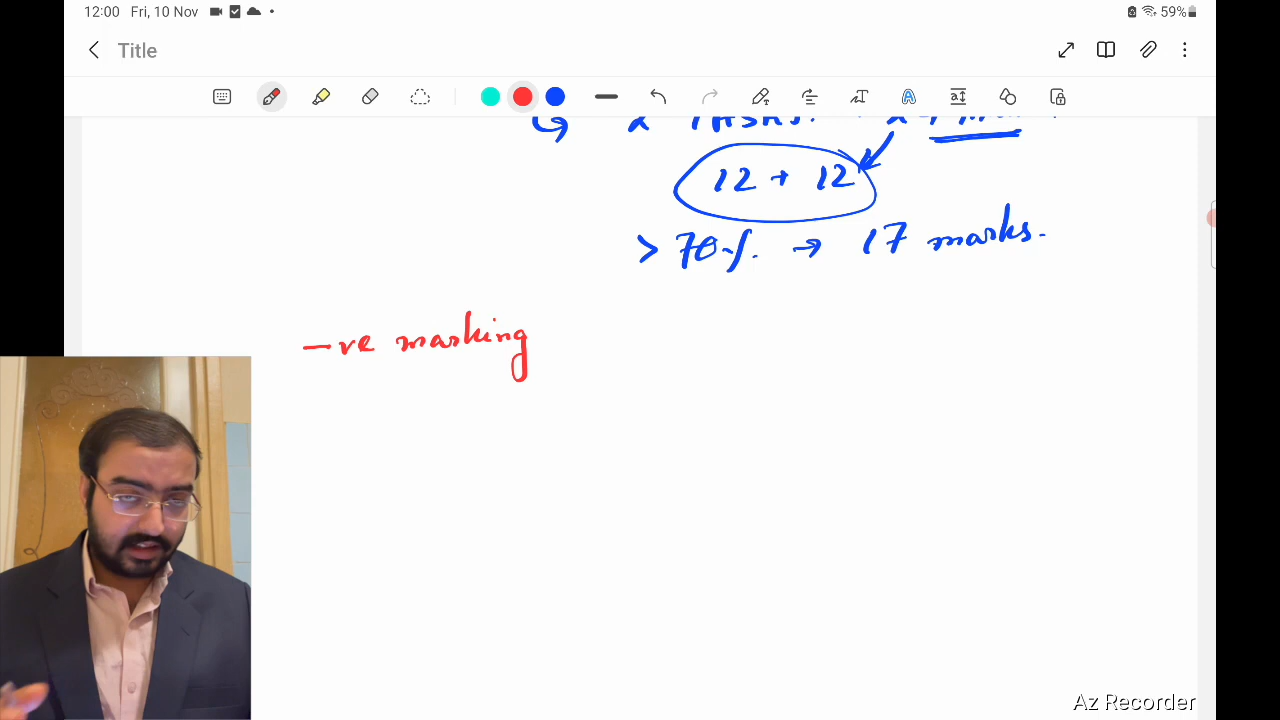 12:00 Fri, 10 Nov
59%
Title
12 + 12
> 70% → 17 marks.
-ve marking
Az Recorder